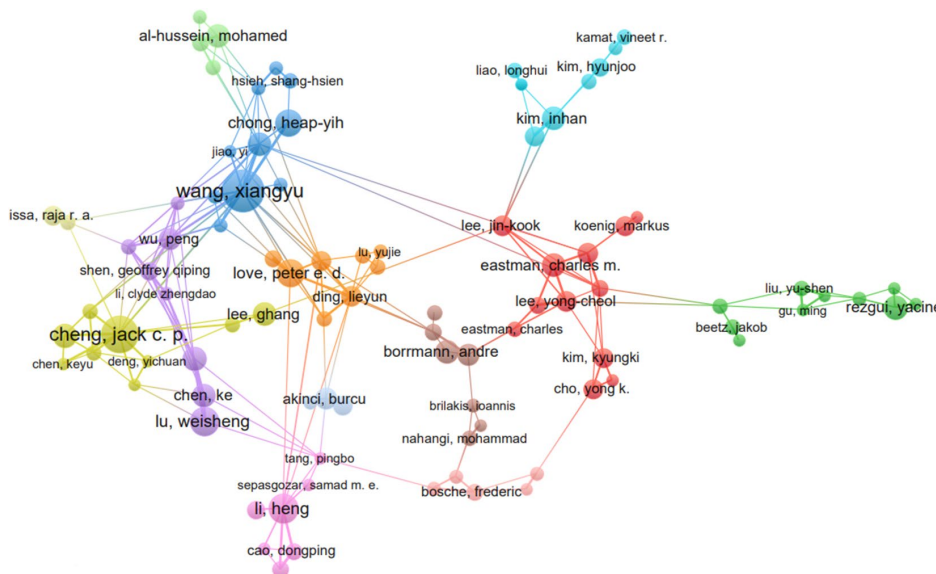 al-hussein, mohamed
kamat, vineet r.
liao, longhui
kim, hyunjoo
hsieh, shang-hsien
chong, heap-yih
kim, inhan
jiao, yi
wang, xiangyu
issa, raja r. a.
lee, jin-kook
koenig, markus
wu, peng
lu, yujie
shen, geoffrey qiping
love, peter e. d.
eastman, charles m.
li, clyde zhengdao
ding, lieyun
liu, yu-shen
lee, yong-cheol
rezgui, yacine
lee, ghang
gu, ming
cheng, jack c. p.
eastman, charles
beetz, jakob
borrmann, andre
chen, keyu
deng, yichuan
kim, kyungki
chen, ke
akinci, burcu
cho, yong k.
brilakis, ioannis
lu, weisheng
nahangi, mohammad
tang, pingbo
sepasgozar, samad m. e.
bosche, frederic
li, heng
cao, dongping